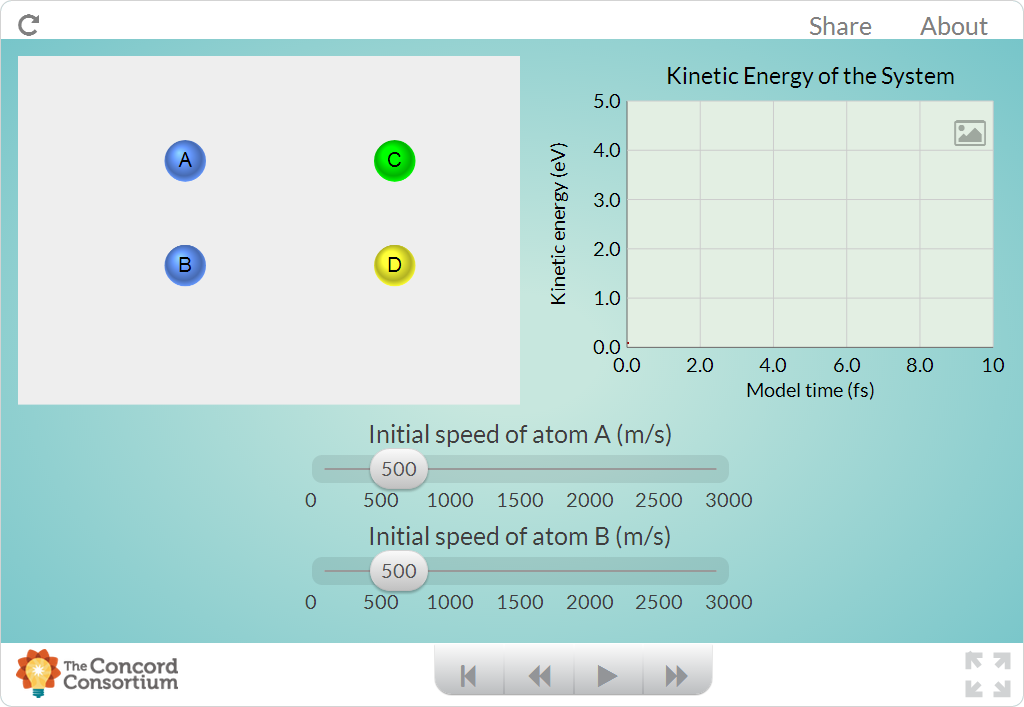 Share About
A
C
B
D
Kinetic Energy of the System
Kinetic energy (eV)
5.0
4.0
3.0
2.0
1.0
0.0
0.0 2.0 4.0 6.0 8.0 10
Model time (fs)
Initial speed of atom A (m/s)
500
0 500 1000 1500 2000 2500 3000
Initial speed of atom B (m/s)
500
0 500 1000 1500 2000 2500 3000
The Concord
Consortium